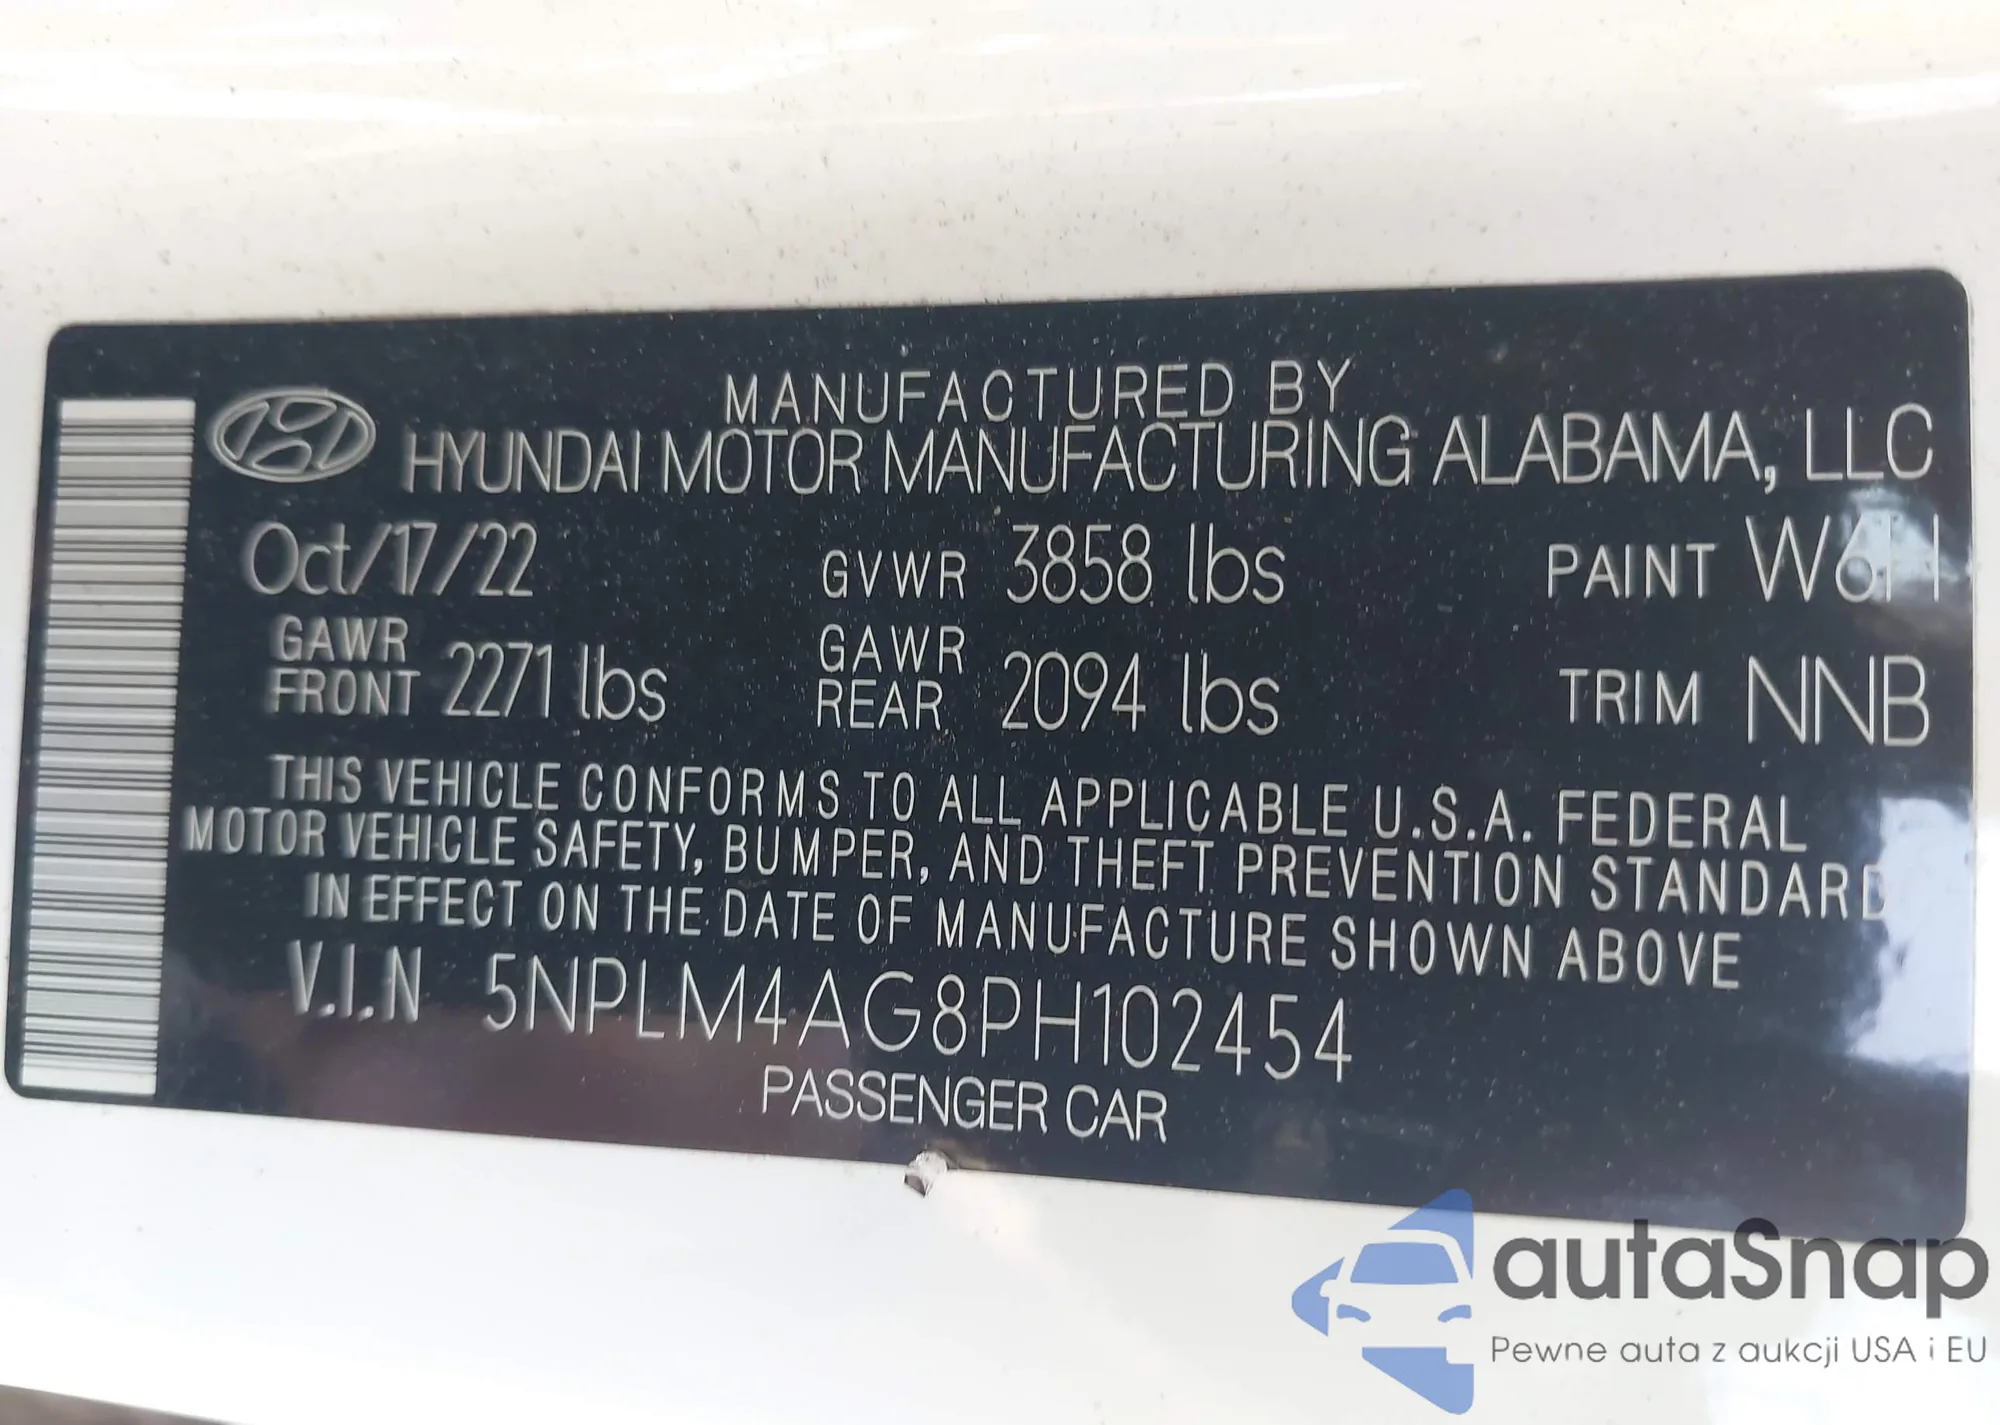 MANUFACTURED BY
HYUNDAI MOTOR MANUFACTURING ALABAMA, LLC
Oct/17/22 GVWR 3858 lbs PAINT W6H
GAWR FRONT 2271 lbs GAWR REAR 2094 lbs TRIM NNB
THIS VEHICLE CONFORMS TO ALL APPLICABLE U.S.A. FEDERAL
MOTOR VEHICLE SAFETY, BUMPER, AND THEFT PREVENTION STANDARD
IN EFFECT ON THE DATE OF MANUFACTURE SHOWN ABOVE
V.I.N 5NPLM4AG8PH102454
PASSENGER CAR
autaSnap
Pewne auta z aukcji USA i EU